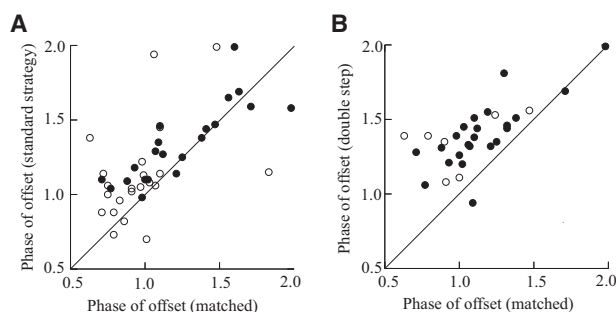 A
B
2.0
1.5
1.0
0.5
Phase of offset (standard strategy)
0.5
1.0
1.5
2.0
Phase of offset (matched)
2.0
1.5
1.0
0.5
Phase of offset
(double step)
0.5
1.0
1.5
2.0
Phase of offset (matched)